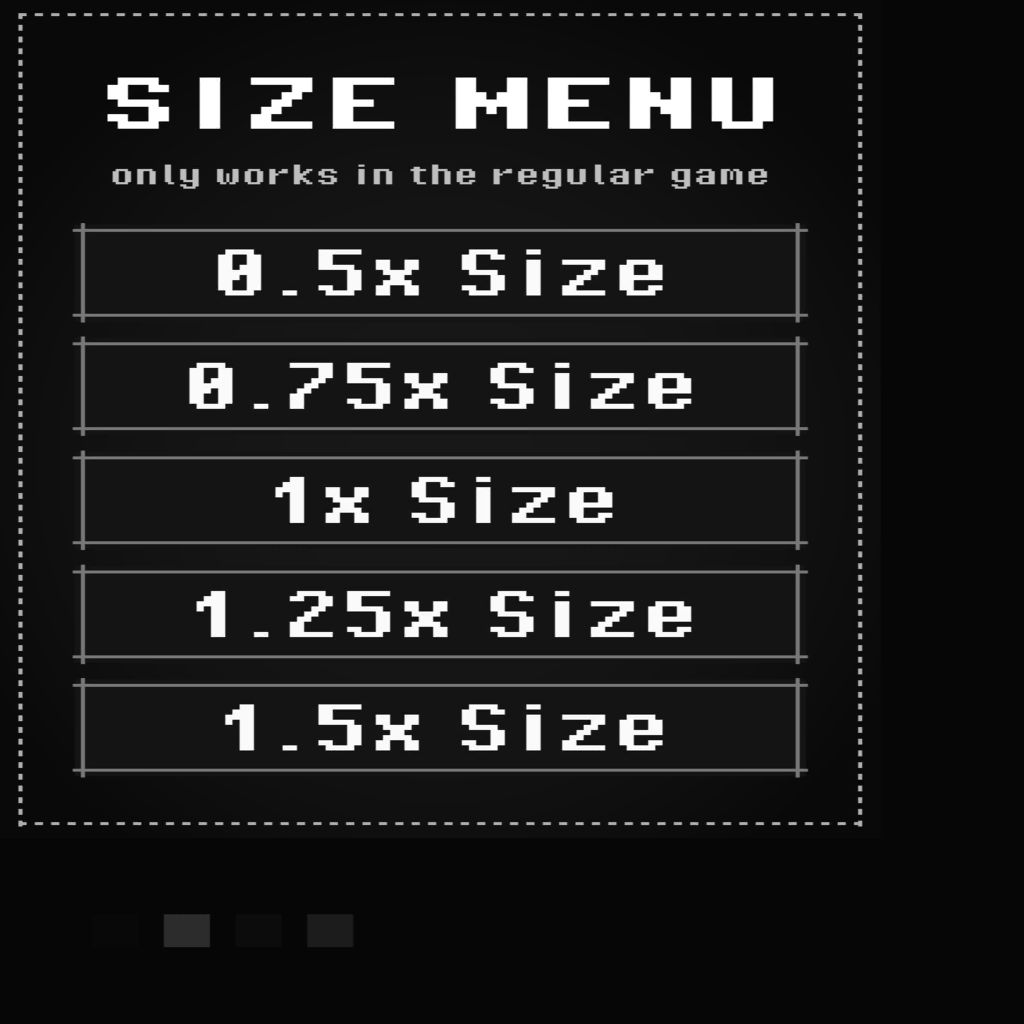 SIZE MENU
only works in the regular game
0.5x Size
0.75x Size
1x Size
1.25x Size
1.5x Size